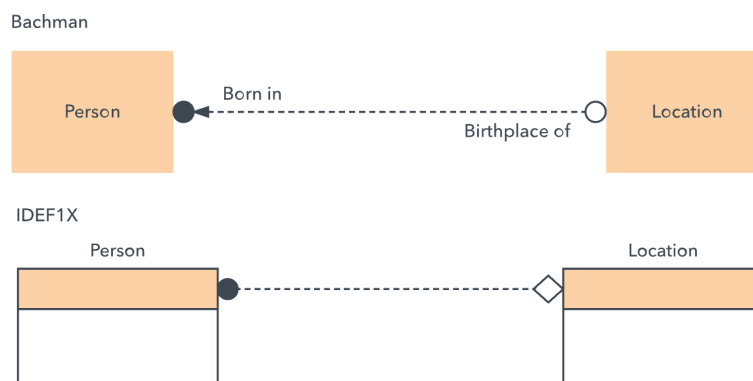 Bachman
Person
Born in
Birthplace of
Location
IDEF1X
Person
Location